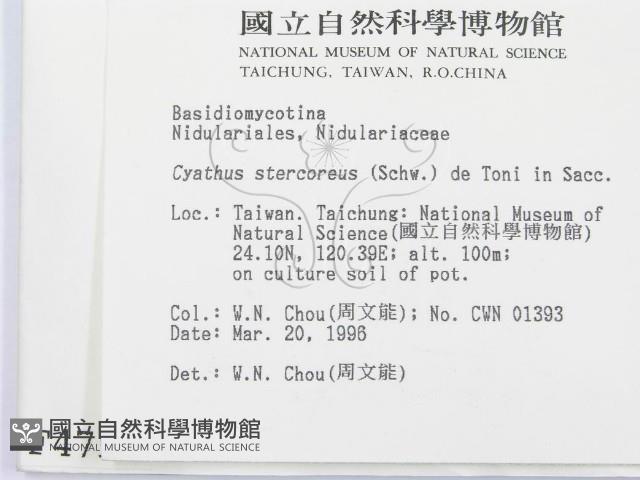 國立自然科學博物館
NATIONAL MUSEUM OF NATURAL SCIENCE
TAICHUNG, TAIWAN, R.O.CHINA
Basidiomycotina
Nidulariales, Nidulariaceae
Cyathus stercoreus (Schw.) de Toni in Sacc.
Loc.: Taiwan. Taichung: National Museum of
Natural Science(國立自然科學博物館)
24.10N, 120.39E; alt. 100m;
on culture soil of pot.
Col.: W.N. Chou(周文能); No. CWN 01393
Date: Mar. 20, 1996
Det.: W.N. Chou(周文能)
國立自然科學博物館
NATIONAL MUSEUM OF NATURAL SCIENCE